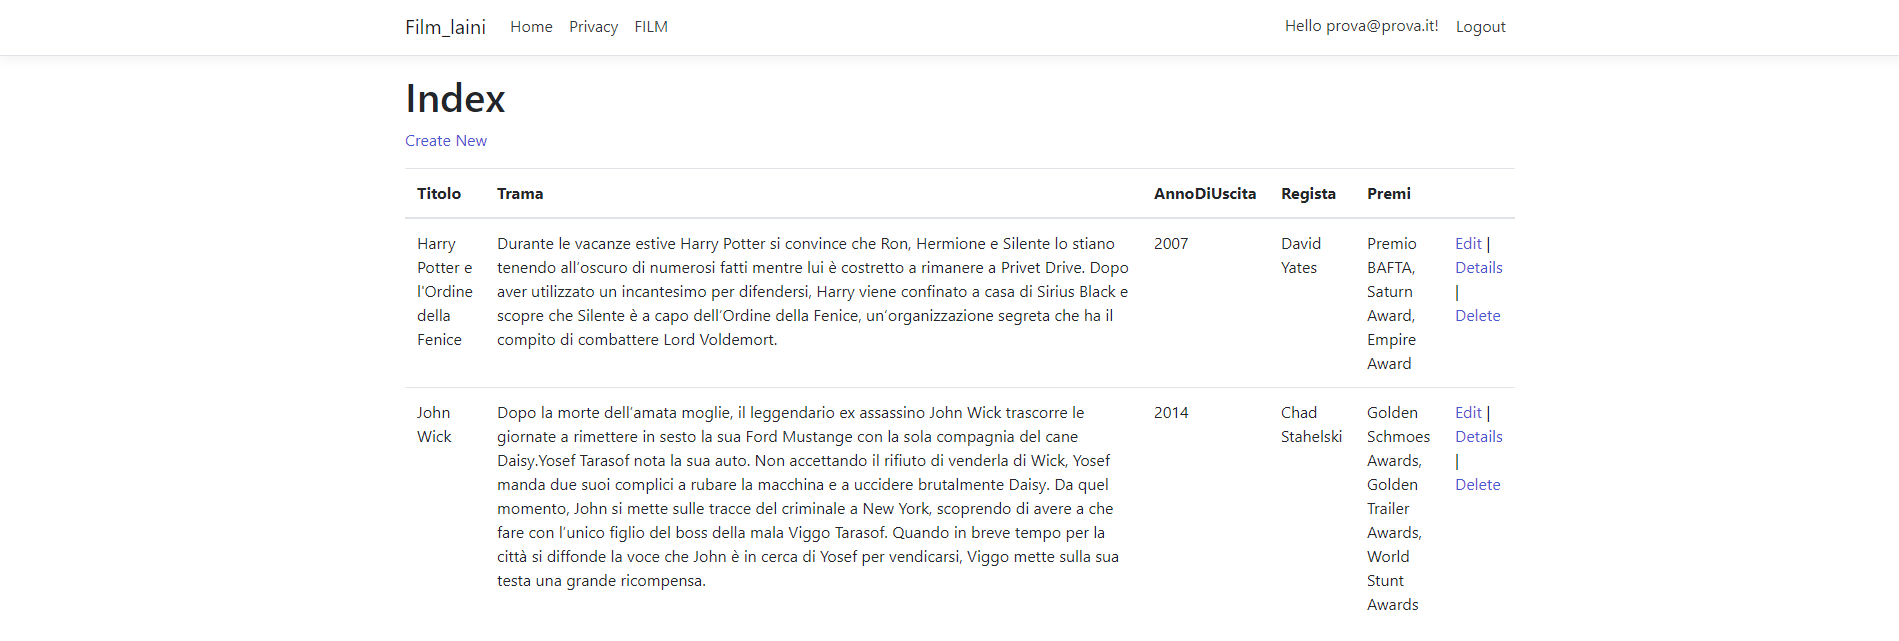 Film_laini Home Privacy FILM Hello prova@prova.it! Logout
Index
Create New
Titolo Trama AnnoDiUscita Regista Premi
Harry
Potter e
l'Ordine
della
Fenice
Durante le vacanze estive Harry Potter si convince che Ron, Hermione e Silente lo stiano
tenendo all'oscuro di numerosi fatti mentre lui è costretto a rimanere a Privet Drive. Dopo
aver utilizzato un incantesimo per difendersi, Harry viene confinato a casa di Sirius Black e
scopre che Silente è a capo dell'Ordine della Fenice, un'organizzazione segreta che ha il
compito di combattere Lord Voldemort.
2007
David
Yates
Premio
BAFTA,
Saturn
Award,
Empire
Award
Edit |
Details
|
Delete
John
Wick
Dopo la morte dell'amata moglie, il leggendario ex assassino John Wick trascorre le
giornate a rimettere in sesto la sua Ford Mustange con la sola compagnia del cane
Daisy.Yosef Tarasof nota la sua auto. Non accettando il rifiuto di venderla di Wick, Yosef
manda due suoi complici a rubare la macchina e a uccidere brutalmente Daisy. Da quel
momento, John si mette sulle tracce del criminale a New York, scoprendo di avere a che
fare con l'unico figlio del boss della mala Viggo Tarasof. Quando in breve tempo per la
città si diffonde la voce che John è in cerca di Yosef per vendicarsi, Viggo mette sulla sua
testa una grande ricompensa.
2014
Chad
Stahelski
Golden
Schmoes
Awards,
Golden
Trailer
Awards,
World
Stunt
Awards
Edit |
Details
|
Delete